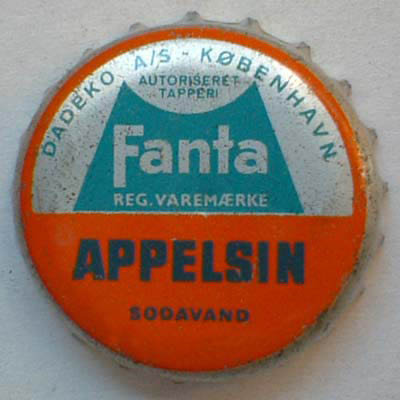 DADEKO A/S - KØBENHAVN
AUTORISERET
TAPPERI
Fanta
REG. VAREMÆRKE
APPELSIN
SODAVAND